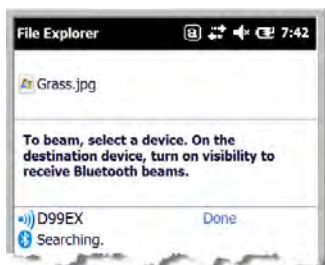 File Explorer 7:42
Grass.jpg
To beam, select a device. On the
destination device, turn on visibility to
receive Bluetooth beams.
D99EX Done
Searching.